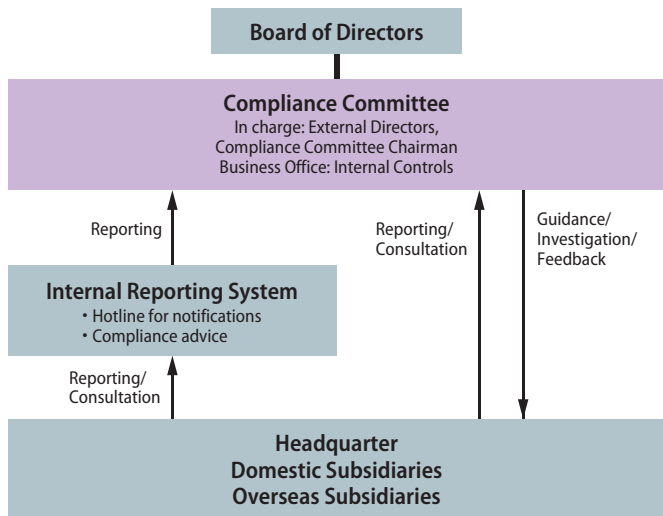 Board of Directors
Compliance Committee
In charge: External Directors,
Compliance Committee Chairman
Business Office: Internal Controls
Reporting
Reporting/
Consultation
Guidance/
Investigation/
Feedback
Internal Reporting System
• Hotline for notifications
• Compliance advice
Reporting/
Consultation
Headquarter
Domestic Subsidiaries
Overseas Subsidiaries